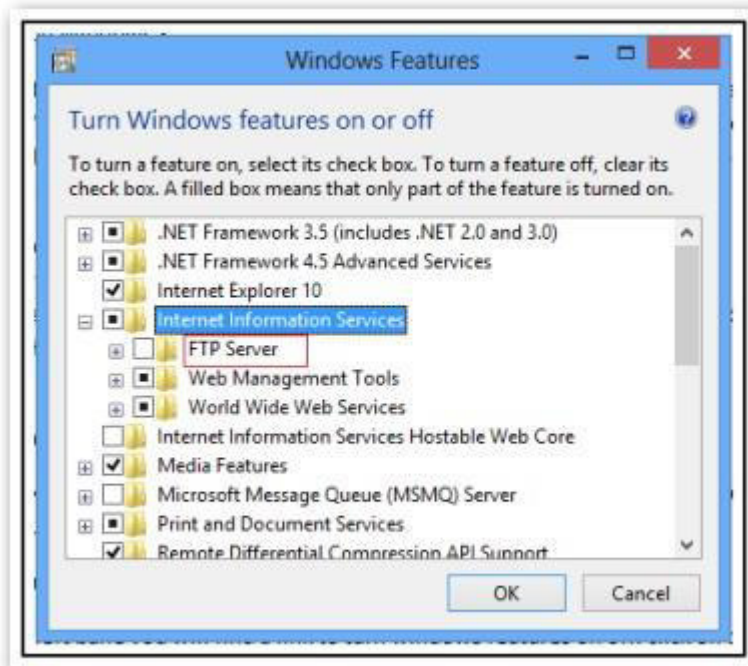 Windows Features
Turn Windows features on or off
To turn a feature on, select its check box. To turn a feature off, clear its
check box. A filled box means that only part of the feature is turned on.
.NET Framework 3.5 (includes .NET 2.0 and 3.0)
.NET Framework 4.5 Advanced Services
Internet Explorer 10
Internet Information Services
FTP Server
Web Management Tools
World Wide Web Services
Internet Information Services Hostable Web Core
Media Features
Microsoft Message Queue (MSMQ) Server
Print and Document Services
Remote Differential Compression API Support
OK Cancel